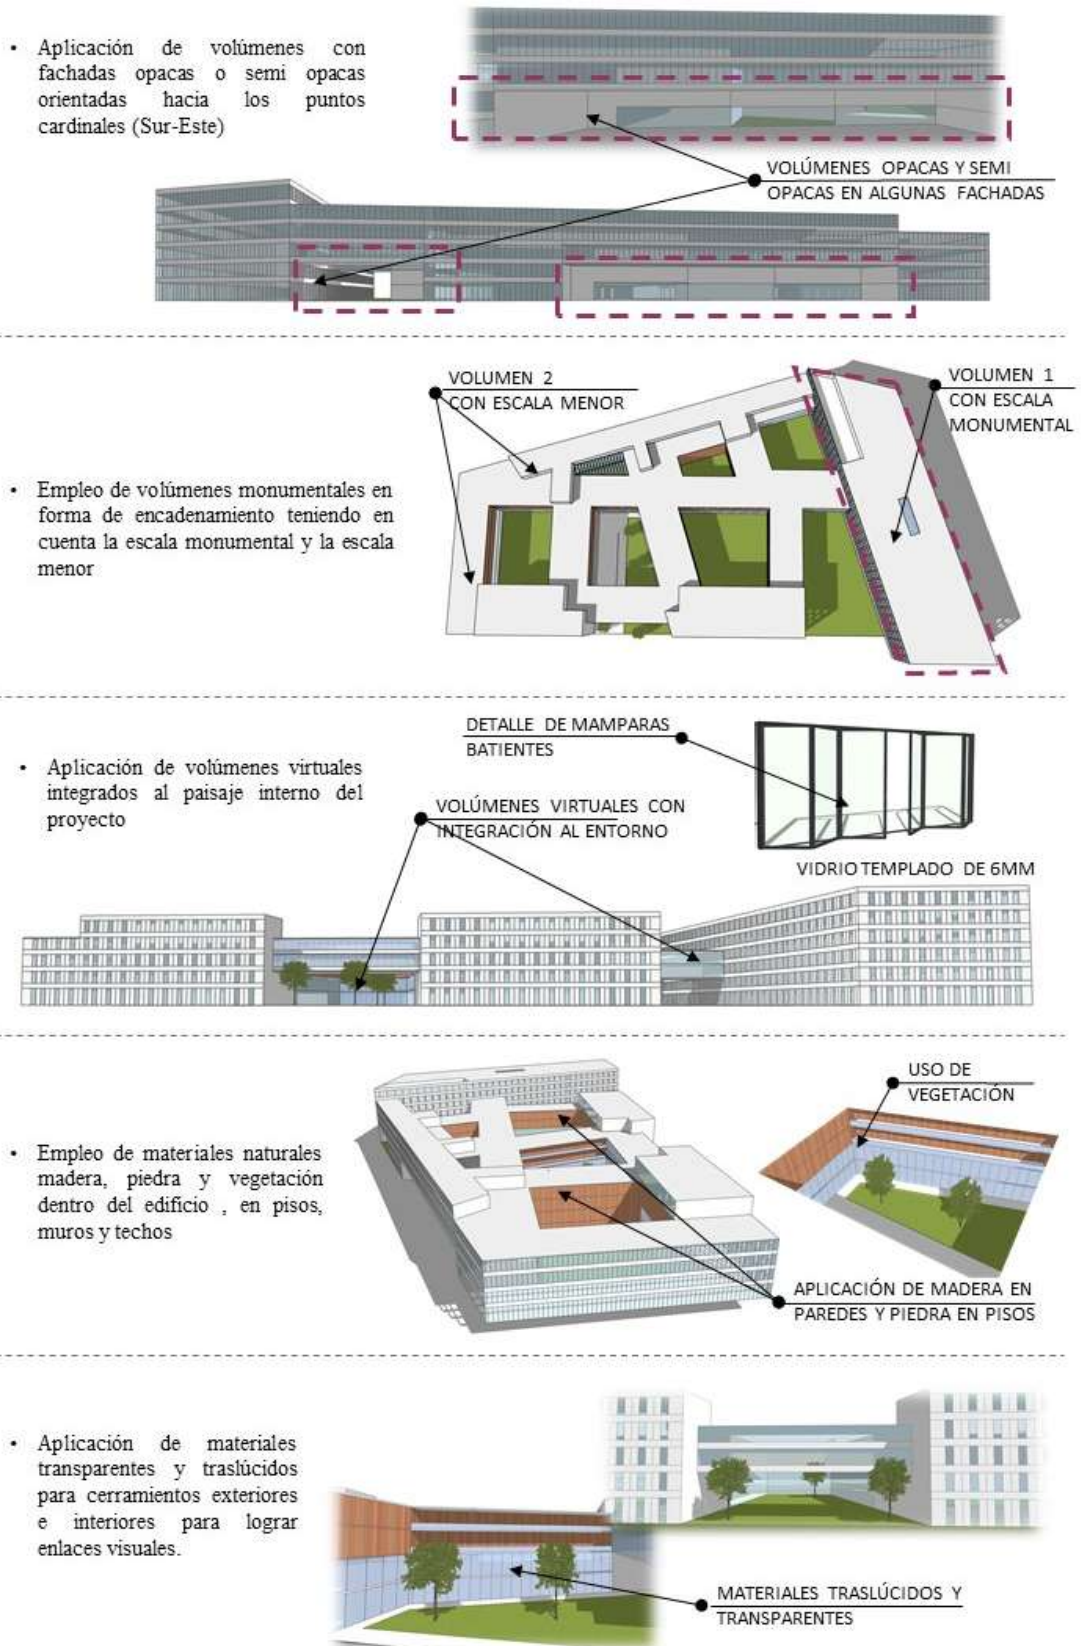 • Aplicación de volúmenes con
fachadas opacas o semi opacas
orientadas hacia los puntos
cardinales (Sur-Este)
VOLÚMENES OPACAS Y SEMI
OPACAS EN ALGUNAS FACHADAS
VOLUMEN 2
CON ESCALA MENOR
VOLUMEN 1
CON ESCALA
MONUMENTAL
• Empleo de volúmenes monumentales en
forma de encadenamiento teniendo en
cuenta la escala monumental y la escala
menor
DETALLE DE MAMPARAS
BATIENTES
• Aplicación de volúmenes virtuales
integrados al paisaje interno del
proyecto
VOLÚMENES VIRTUALES CON
INTEGRACIÓN AL ENTORNO
VIDRIO TEMPLADO DE 6MM
USO DE
VEGETACIÓN
• Empleo de materiales naturales
madera, piedra y vegetación
dentro del edificio , en pisos,
muros y techos
APLICACIÓN DE MADERA EN
PAREDES Y PIEDRA EN PISOS
• Aplicación de materiales
transparentes y traslúcidos
para cerramientos exteriores
e interiores para lograr
enlaces visuales.
MATERIALES TRASLÚCIDOS Y
TRANSPARENTES